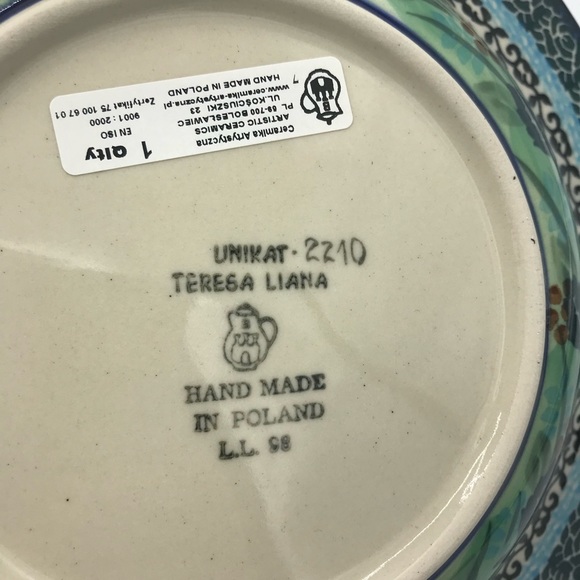 Ceramika Artystyczna
ARTISTIC CERAMICS
PL 59-700 BOLESŁAWIEC
UL.KOŚCIUSZKI 23
www.ceramika-artystyczna.pl
HAND MADE IN POLAND
7
1 Qlty
EN ISO
9001 : 2000
Zertyfikat 75 100 67 01
UNIKAT · 2210
TERESA LIANA
B
HAND MADE
IN POLAND
L.L. 98